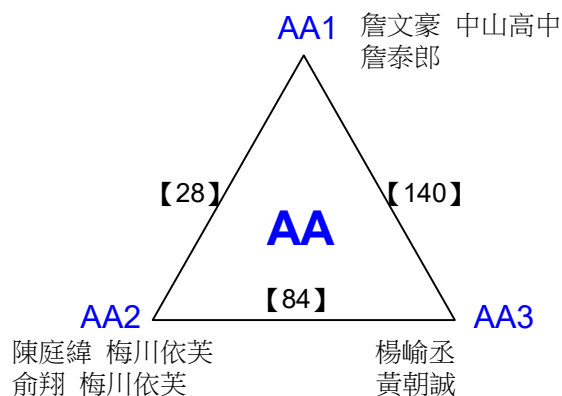 AA1 詹文豪 中山高中
詹泰郎
【28】
【140】
AA
【84】
AA2
AA3
陳庭緯 梅川依芙
俞翔 梅川依芙
楊喻丞
黃朝誠